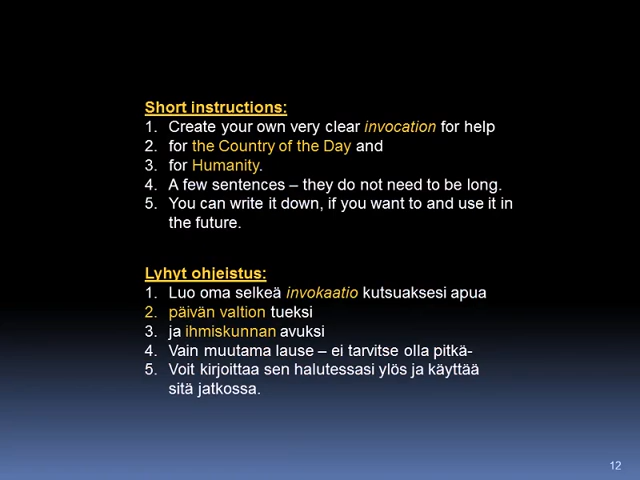 Short instructions:
1. Create your own very clear invocation for help
2. for the Country of the Day and
3. for Humanity.
4. A few sentences – they do not need to be long.
5. You can write it down, if you want to and use it in
the future.
Lyhyt ohjeistus:
1. Luo oma selkeä invokaatio kutsuaksesi apua
2. päivän valtion tueksi
3. ja ihmiskunnan avuksi
4. Vain muutama lause – ei tarvitse olla pitkä-
5. Voit kirjoittaa sen halutessasi ylös ja käyttää
sitä jatkossa.
12